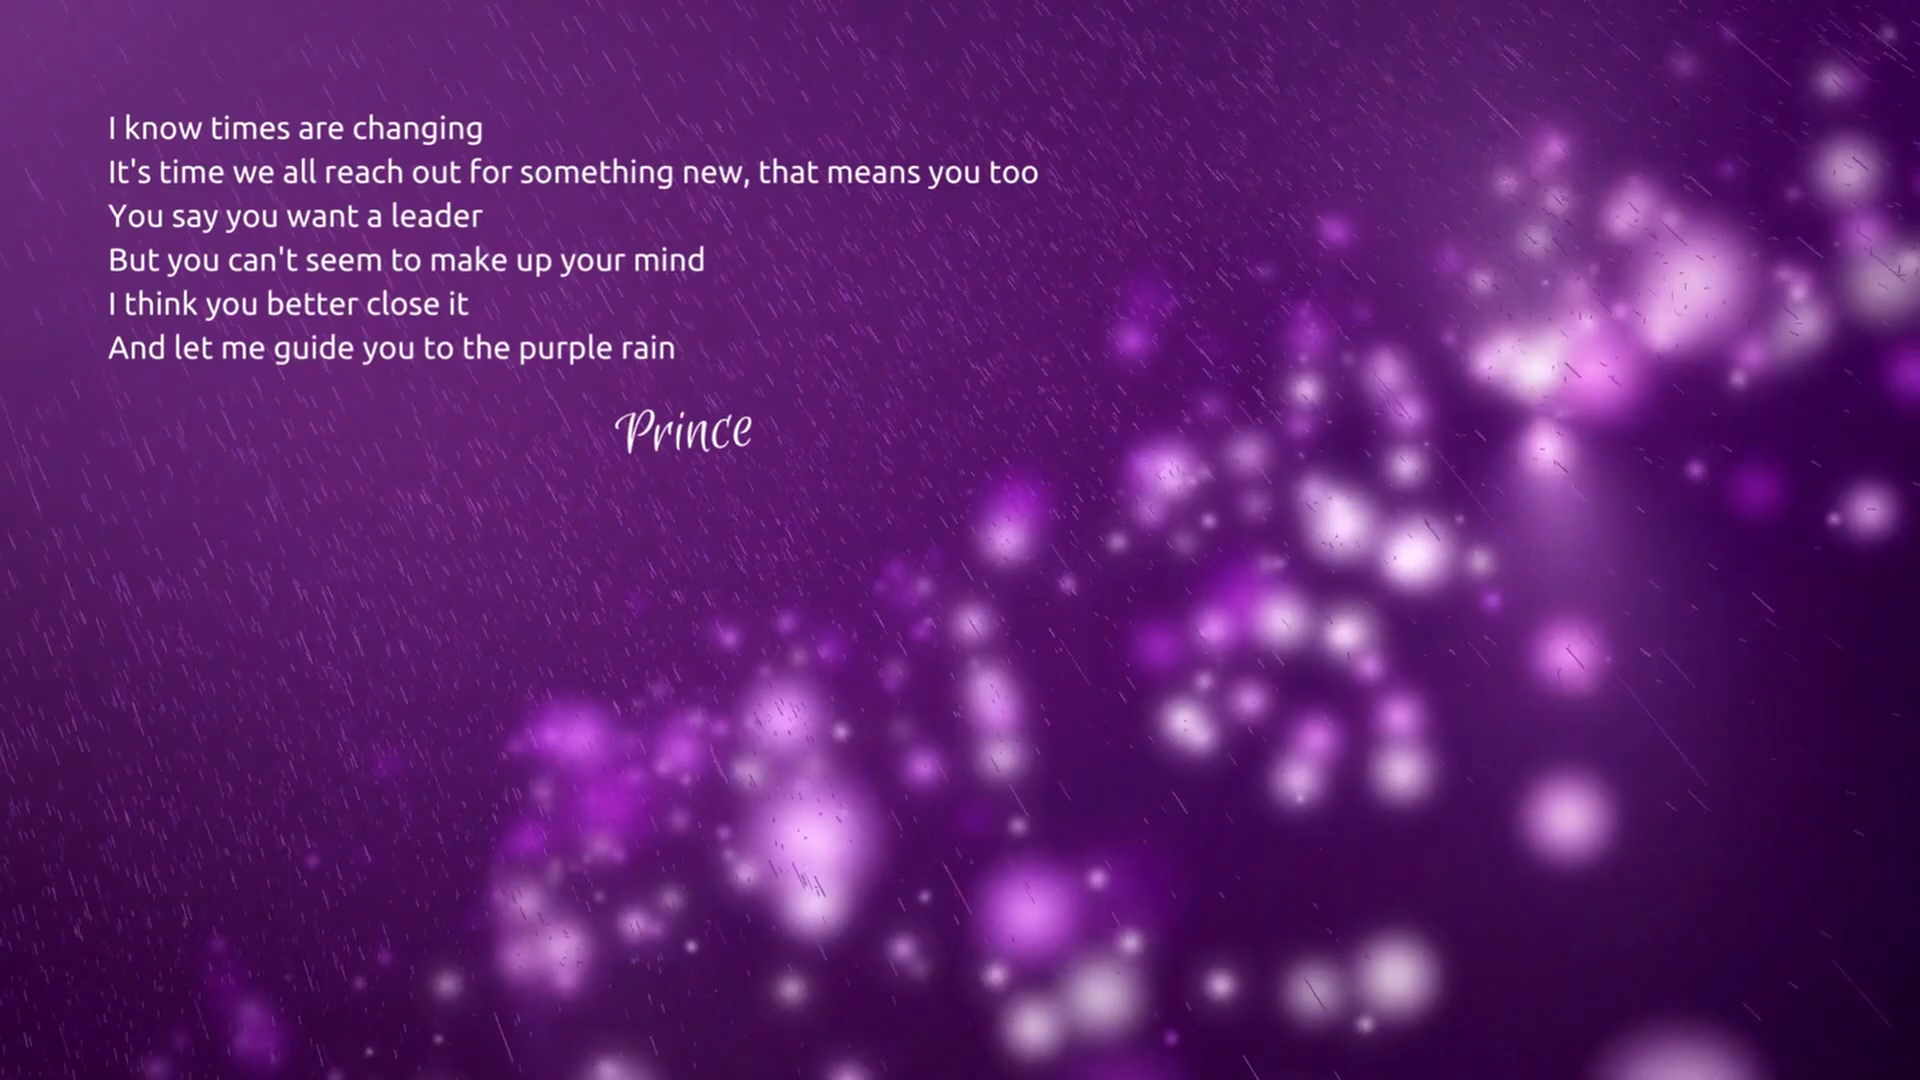 I know times are changing
It's time we all reach out for something new, that means you too
You say you want a leader
But you can't seem to make up your mind
I think you better close it
And let me guide you to the purple rain
Prince